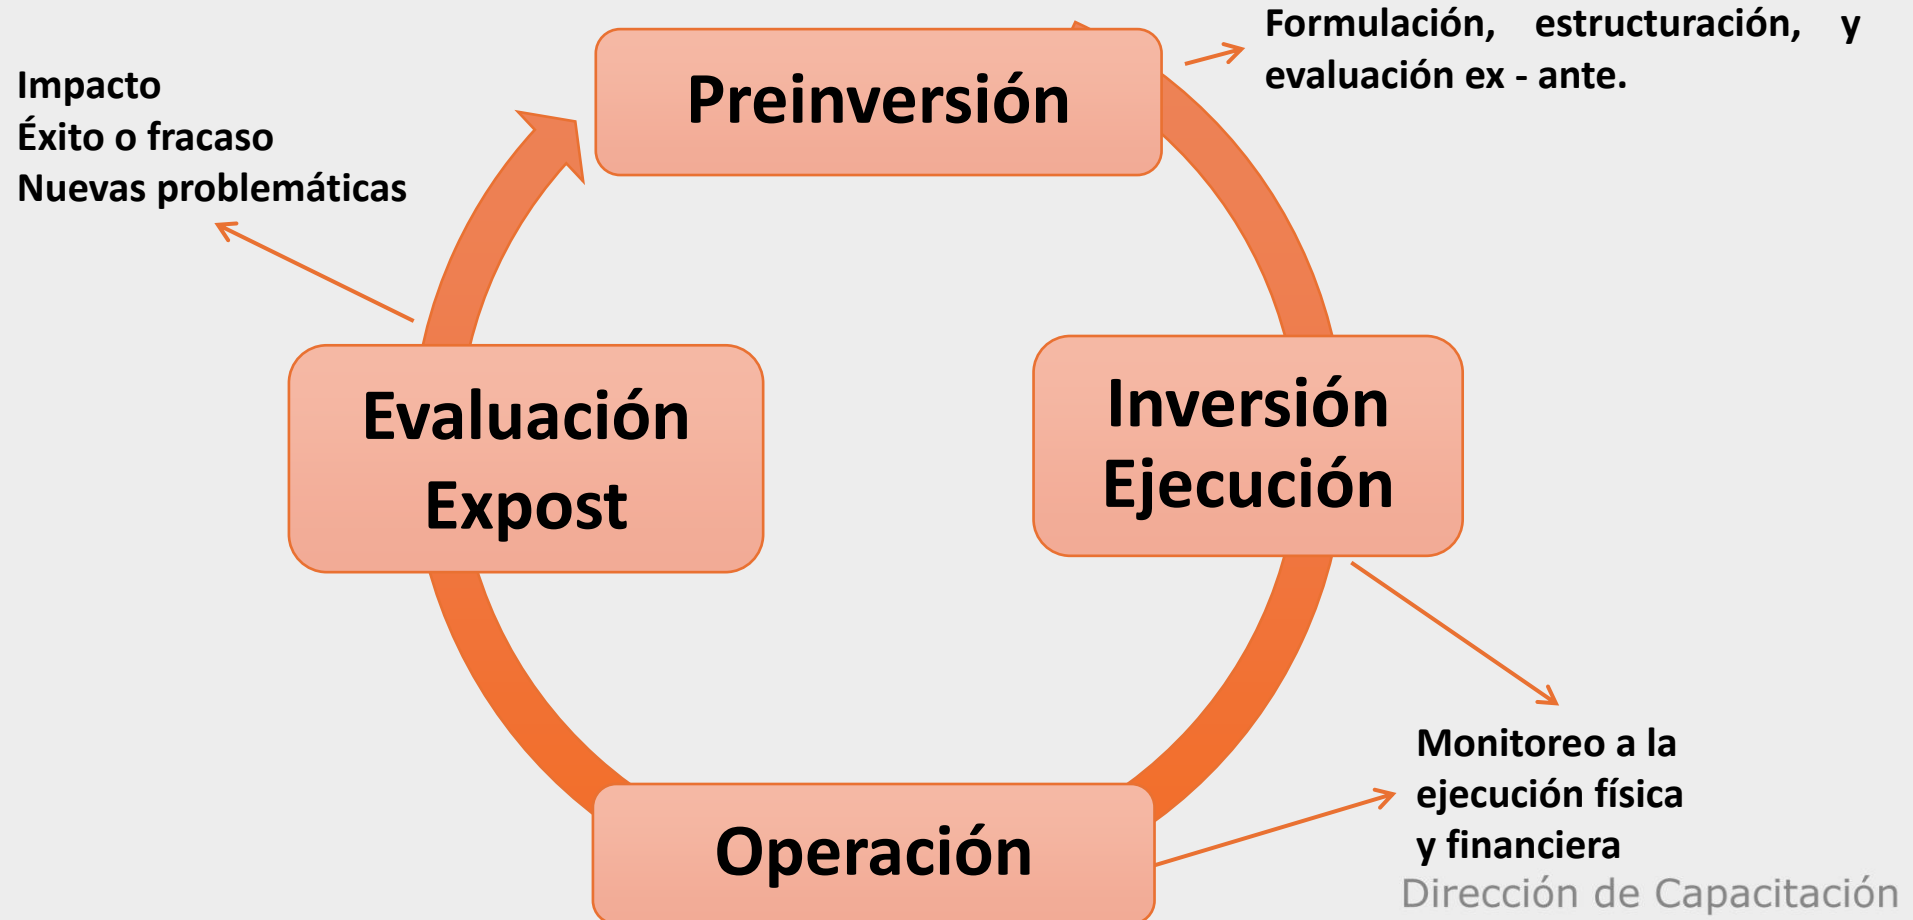 Formulación, estructuración, y
evaluación ex - ante.
Preinversión
Impacto
Éxito o fracaso
Nuevas problemáticas
Evaluación
Expost
Inversión
Ejecución
Monitoreo a la
ejecución física
y financiera
Operación
Dirección de Capacitación